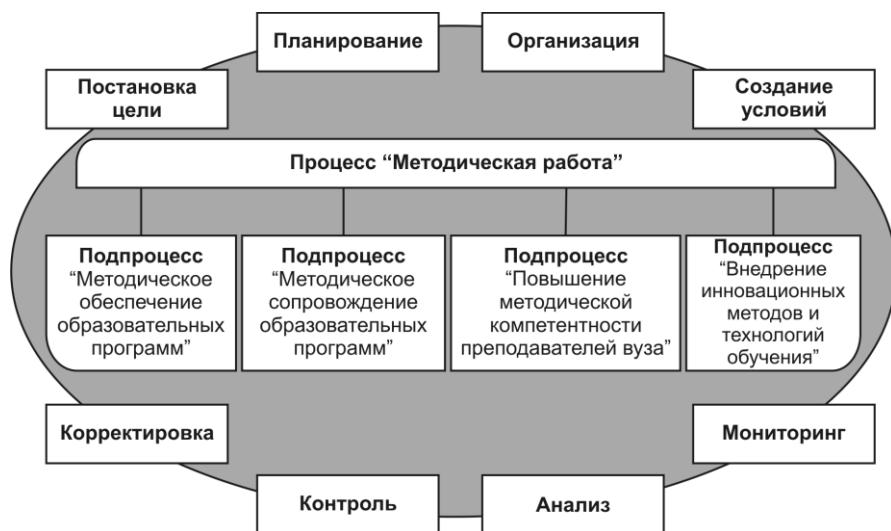 Планирование
Организация
Постановка
цели
Создание
условий
Процесс “Методическая работа”
Подпроцесс
“Методическое
обеспечение
образовательных
программ”
Подпроцесс
“Методическое
сопровождение
образовательных
программ”
Подпроцесс
“Повышение
методической
компетентности
преподавателей вуза”
Подпроцесс
“Внедрение
инновационных
методов и
технологий
обучения”
Корректировка
Мониторинг
Контроль
Анализ